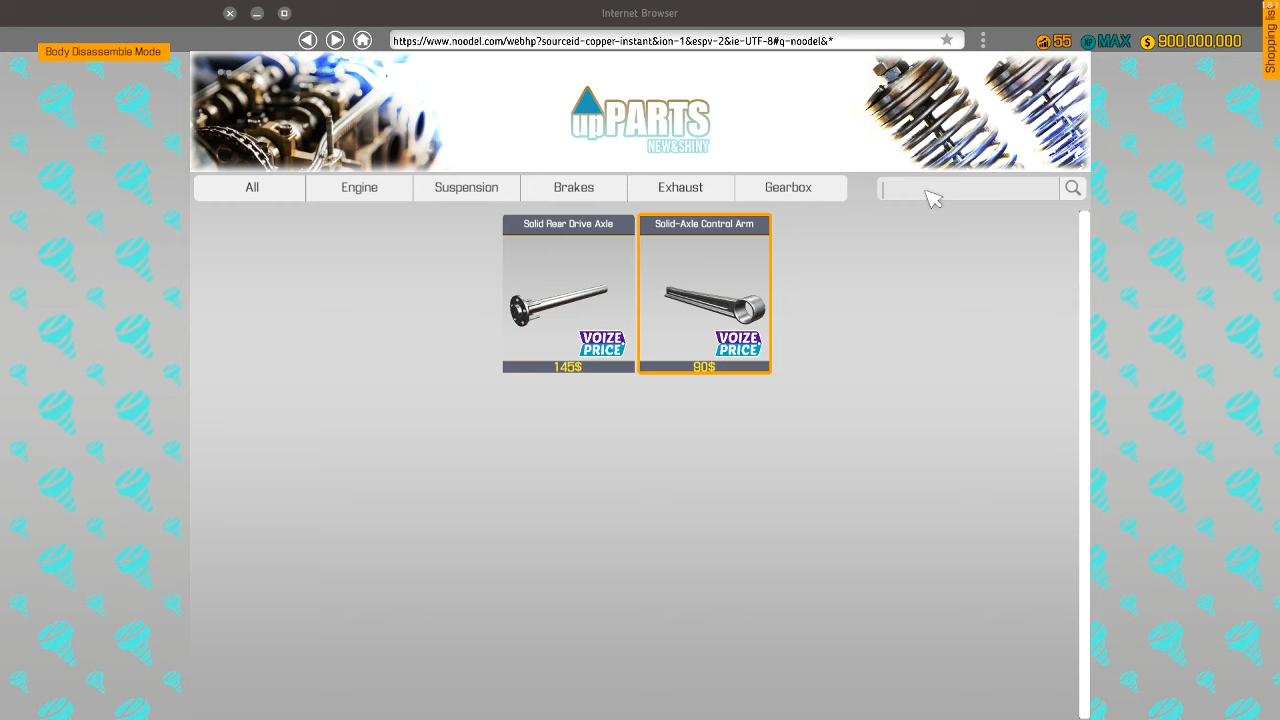 Internet Browser
Body Disassemble Mode
https://www.noodel.com/webhp?sourceid-copper-instant&ion-1&espv-2&ie-UTF-8#q-noodel&*
55
XP MAX
$ 900,000,000
Shopping list
upPARTS
NEW&SHINY
All
Engine
Suspension
Brakes
Exhaust
Gearbox
Solid Rear Drive Axle
Solid-Axle Control Arm
VOIZE.
PRICE
VOIZE.
PRICE
145$
90$